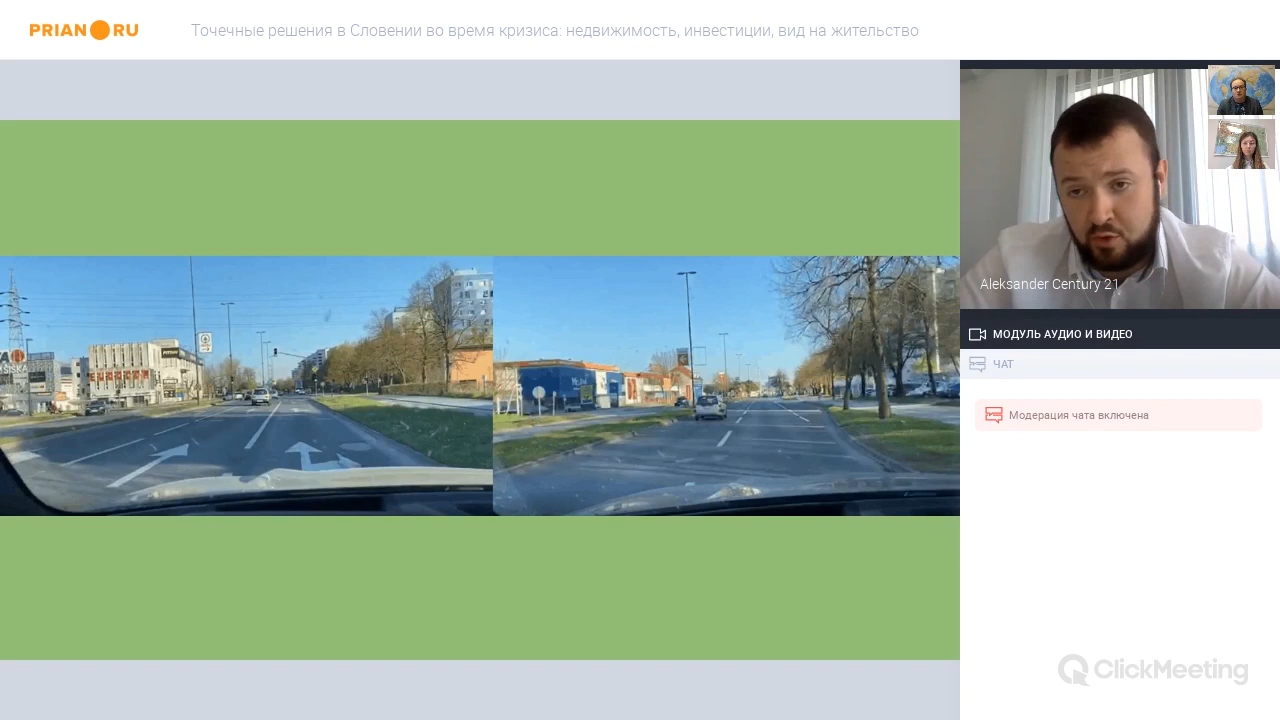 PRIAN RU
Точечные решения в Словении во время кризиса: недвижимость, инвестиции, вид на жительство
Aleksander Century 21
МОДУЛЬ АУДИО И ВИДЕО
ЧАТ
Модерация чата включена
ClickMeeting